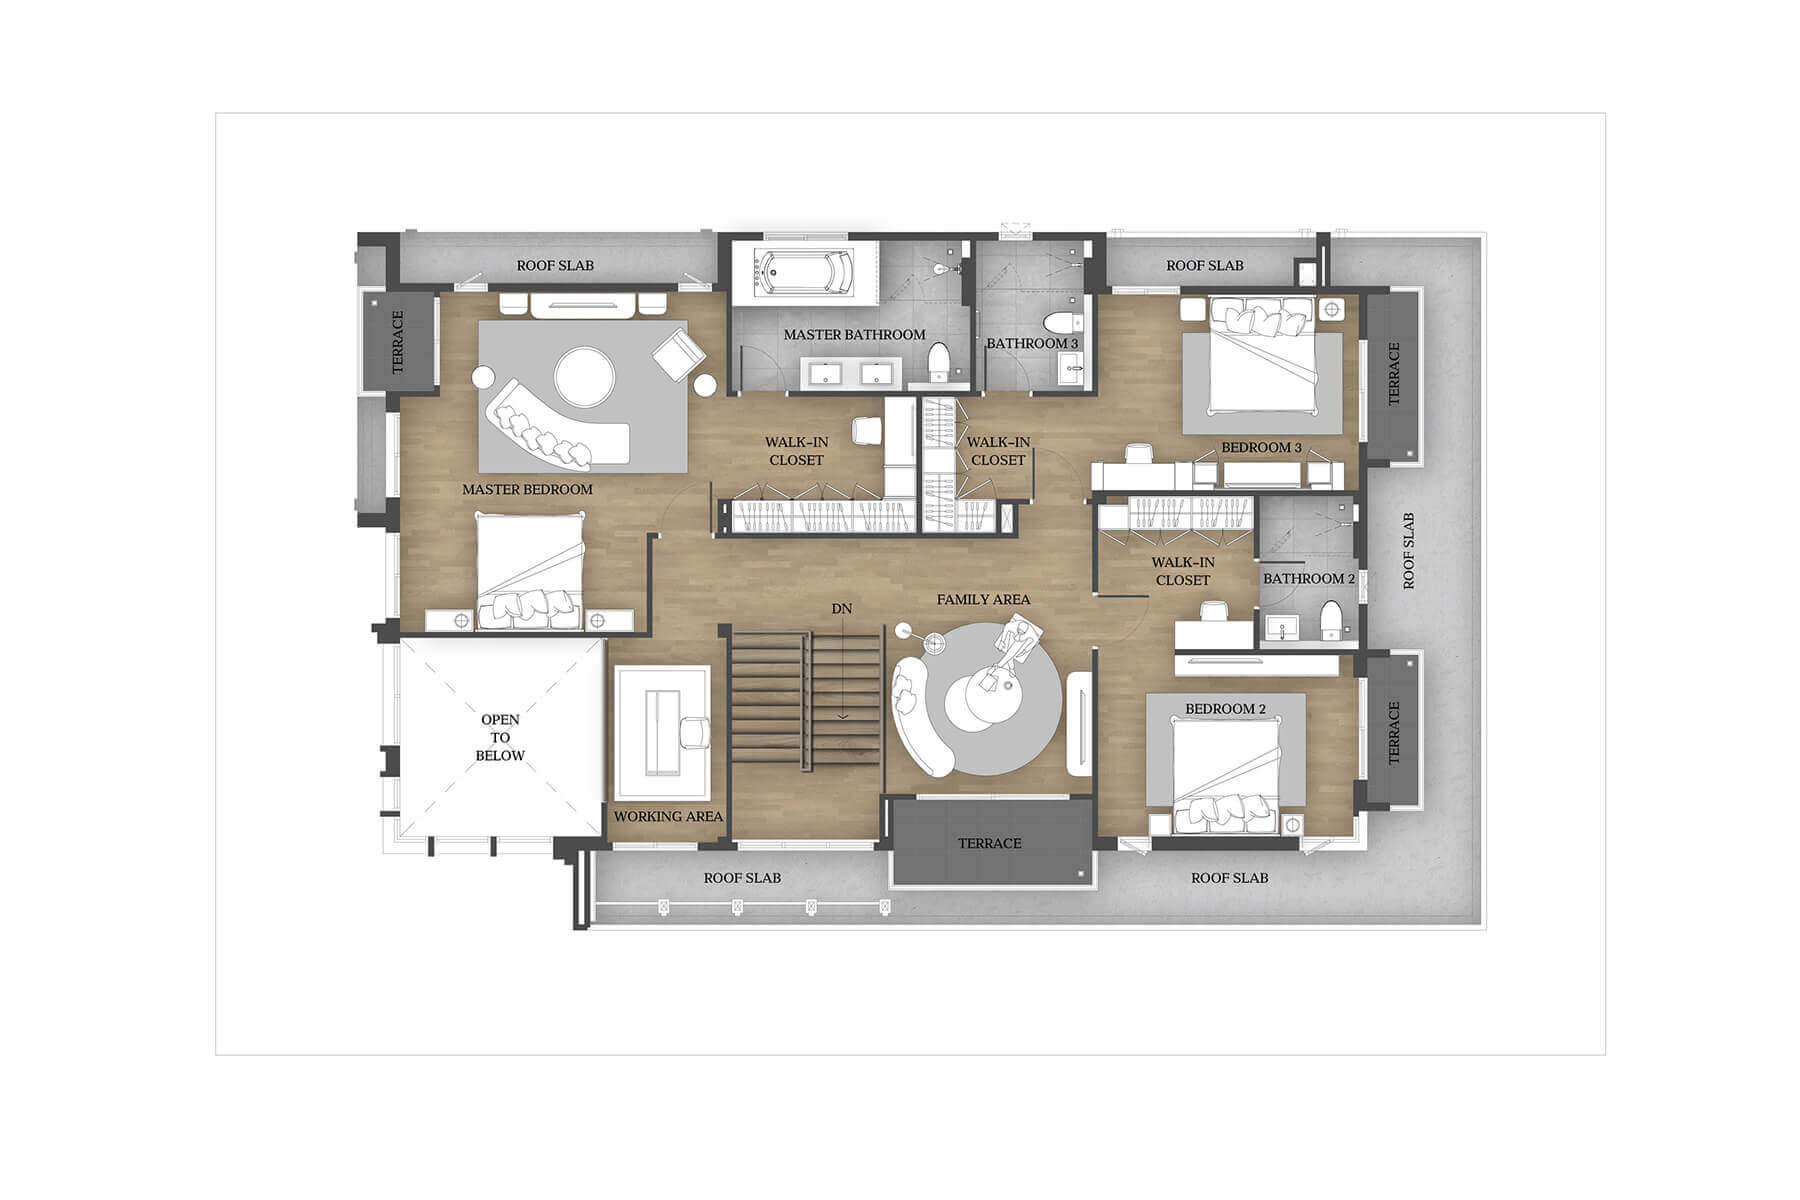 ROOF SLAB
ROOF SLAB
TERRACE
MASTER BATHROOM
BATHROOM 3
TERRACE
WALK-IN
CLOSET
WALK-IN
CLOSET
BEDROOM 3
MASTER BEDROOM
ROOF SLAB
WALK-IN
CLOSET
BATHROOM 2
DN
FAMILY AREA
OPEN
TO
BELOW
BEDROOM 2
TERRACE
WORKING AREA
TERRACE
ROOF SLAB
ROOF SLAB